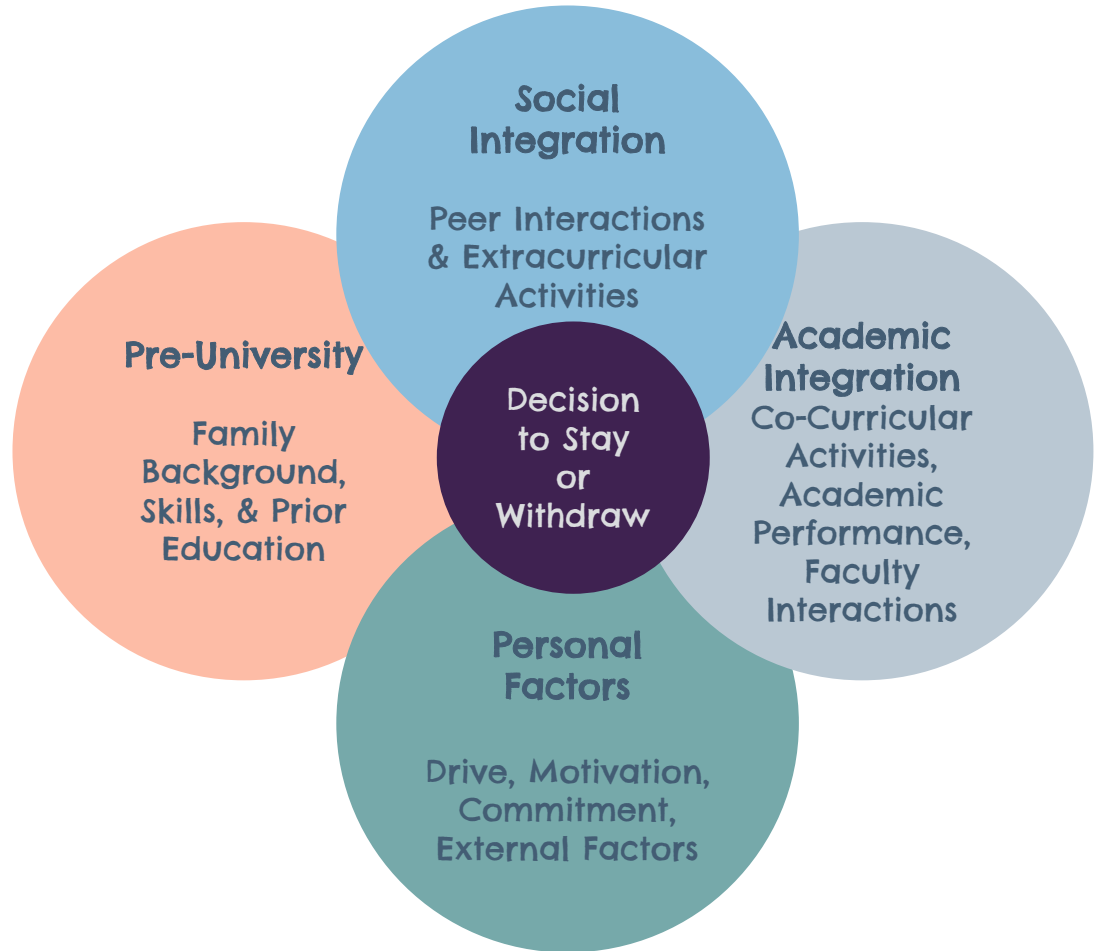 Social
Integration
Peer Interactions
& Extracurricular
Activities
Pre-University
Family
Background,
Skills, & Prior
Education
Decision
to Stay
or
Withdraw
Academic
Integration
Co-Curricular
Activities,
Academic
Performance,
Faculty
Interactions
Personal
Factors
Drive, Motivation,
Commitment,
External Factors